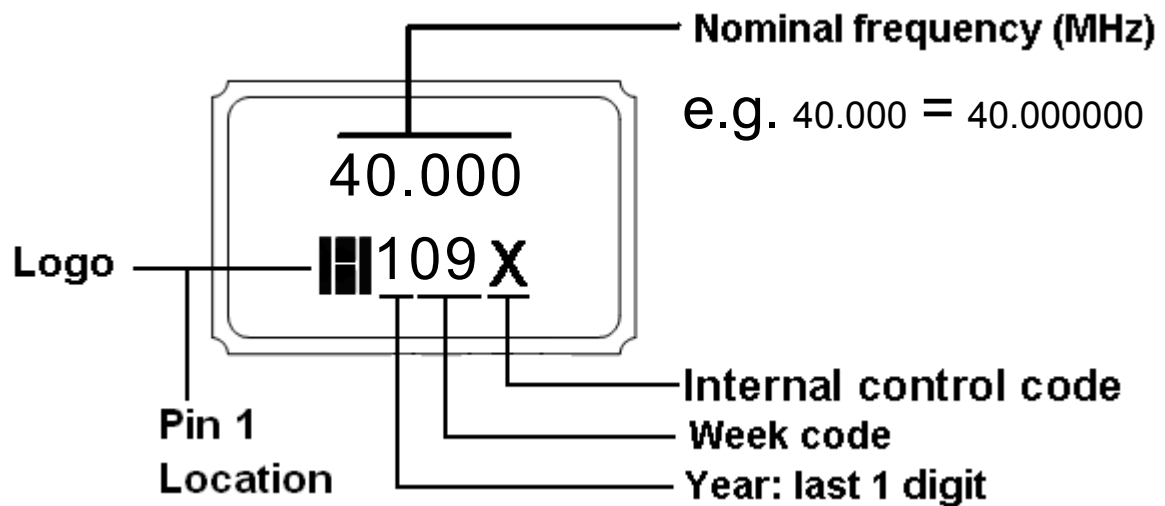 Nominal frequency (MHz)
e.g. 40.000 = 40.000000
40.000
Logo
109 X
Internal control code
Pin 1
Location
Week code
Year: last 1 digit